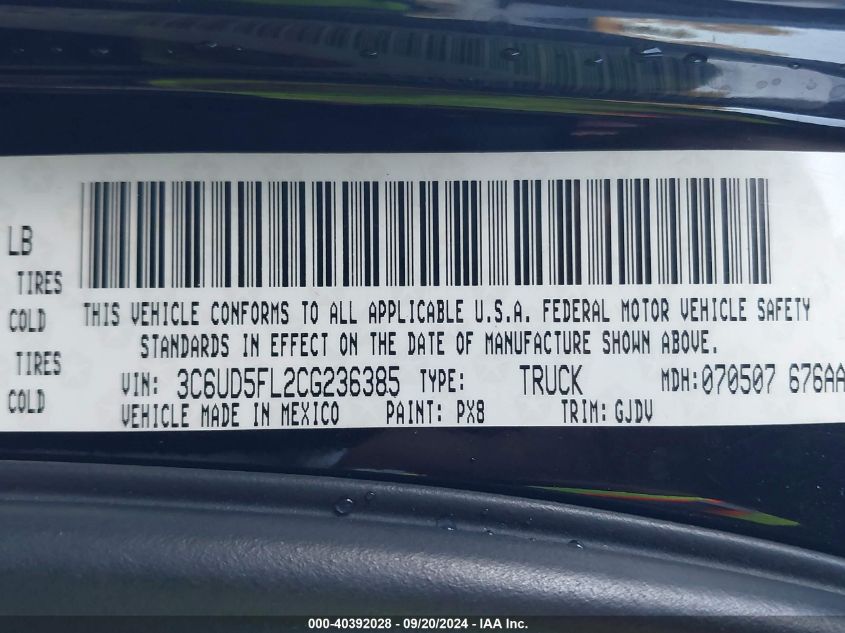 LB
TIRES
COLD
TIRES
COLD
THIS VEHICLE CONFORMS TO ALL APPLICABLE U.S.A. FEDERAL MOTOR VEHICLE SAFETY
STANDARDS IN EFFECT ON THE DATE OF MANUFACTURE SHOWN ABOVE.
VIN: 3C6UD5FL2CG236385 TYPE: TRUCK MDH: 070507 676AA
VEHICLE MADE IN MEXICO PAINT: PX8 TRIM: GJDV
000-40392028 - 09/20/2024 - IAA Inc.